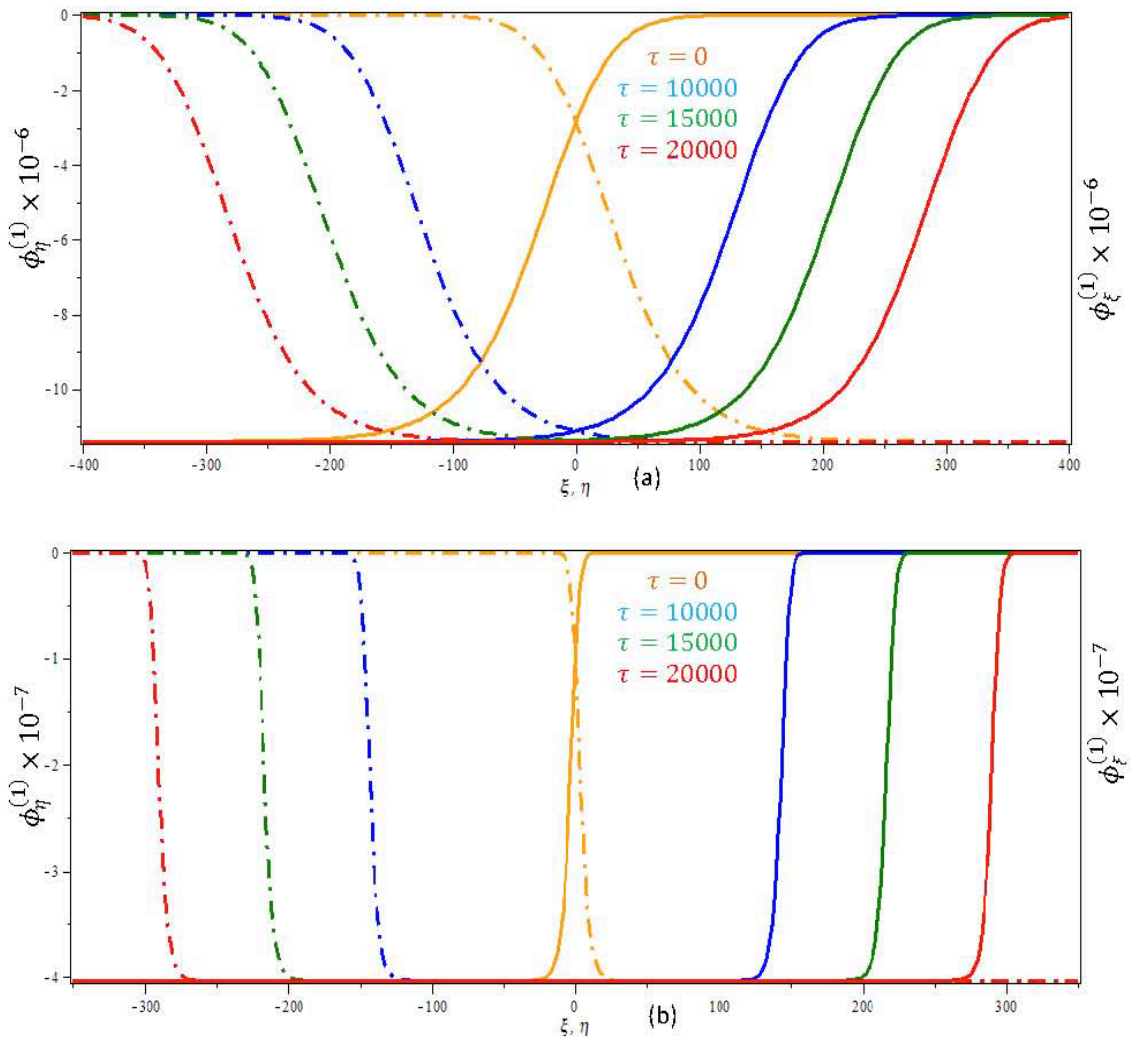 0
-2
-4
-6
-8
-10
-400
-300
-200
-100
0
100
200
300
400
τ = 0
τ = 10000
τ = 15000
τ = 20000
ϕ_η^(1) × 10^−6
ϕ_ξ^(1) × 10^−6
ξ, η
(a)
0
-1
-2
-3
-4
-300
-200
-100
0
100
200
300
τ = 0
τ = 10000
τ = 15000
τ = 20000
ϕ_η^(1) × 10^−7
ϕ_ξ^(1) × 10^−7
ξ, η
(b)